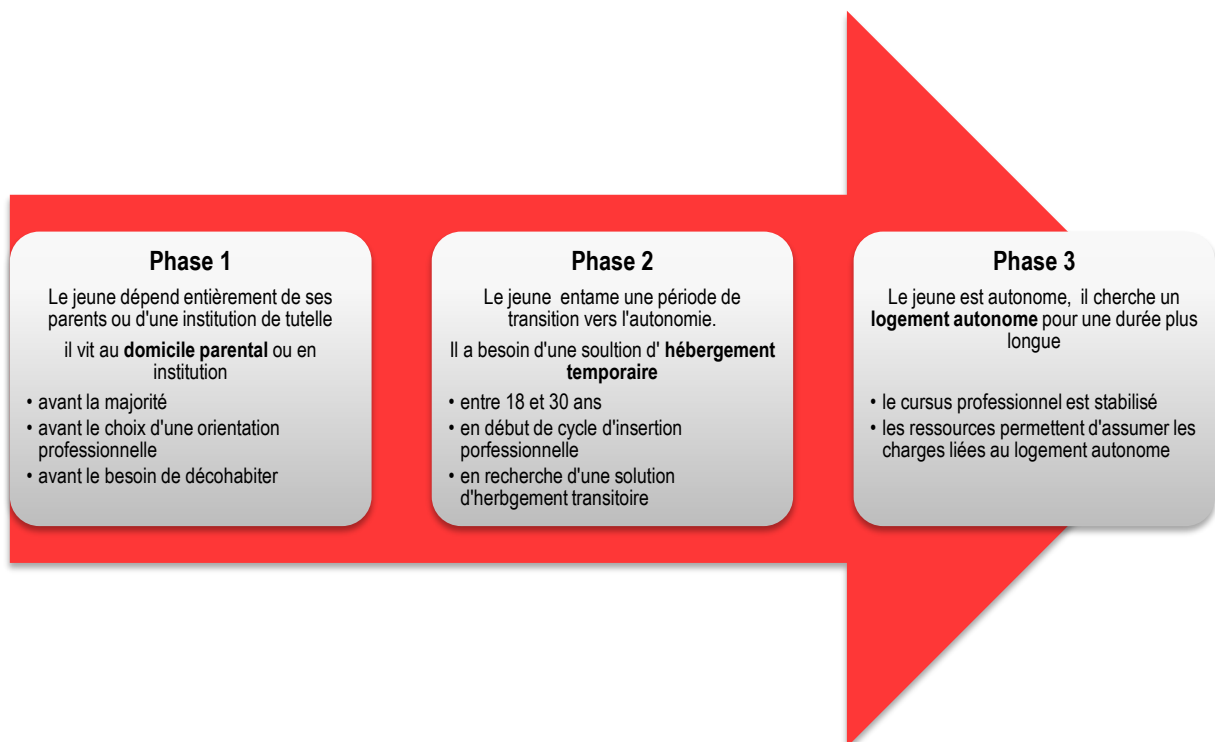 Phase 1
Le jeune dépend entièrement de ses
parents ou d'une institution de tutelle
il vit au domicile parental ou en
institution
• avant la majorité
• avant le choix d'une orientation
professionnelle
• avant le besoin de décohabiter
Phase 2
Le jeune entame une période de
transition vers l'autonomie.
Il a besoin d'une soultion d' hébergement
temporaire
• entre 18 et 30 ans
• en début de cycle d'insertion
porfessionnelle
• en recherche d'une solution
d'herbgement transitoire
Phase 3
Le jeune est autonome, il cherche un
logement autonome pour une durée plus
longue
• le cursus professionnel est stabilisé
• les ressources permettent d'assumer les
charges liées au logement autonome